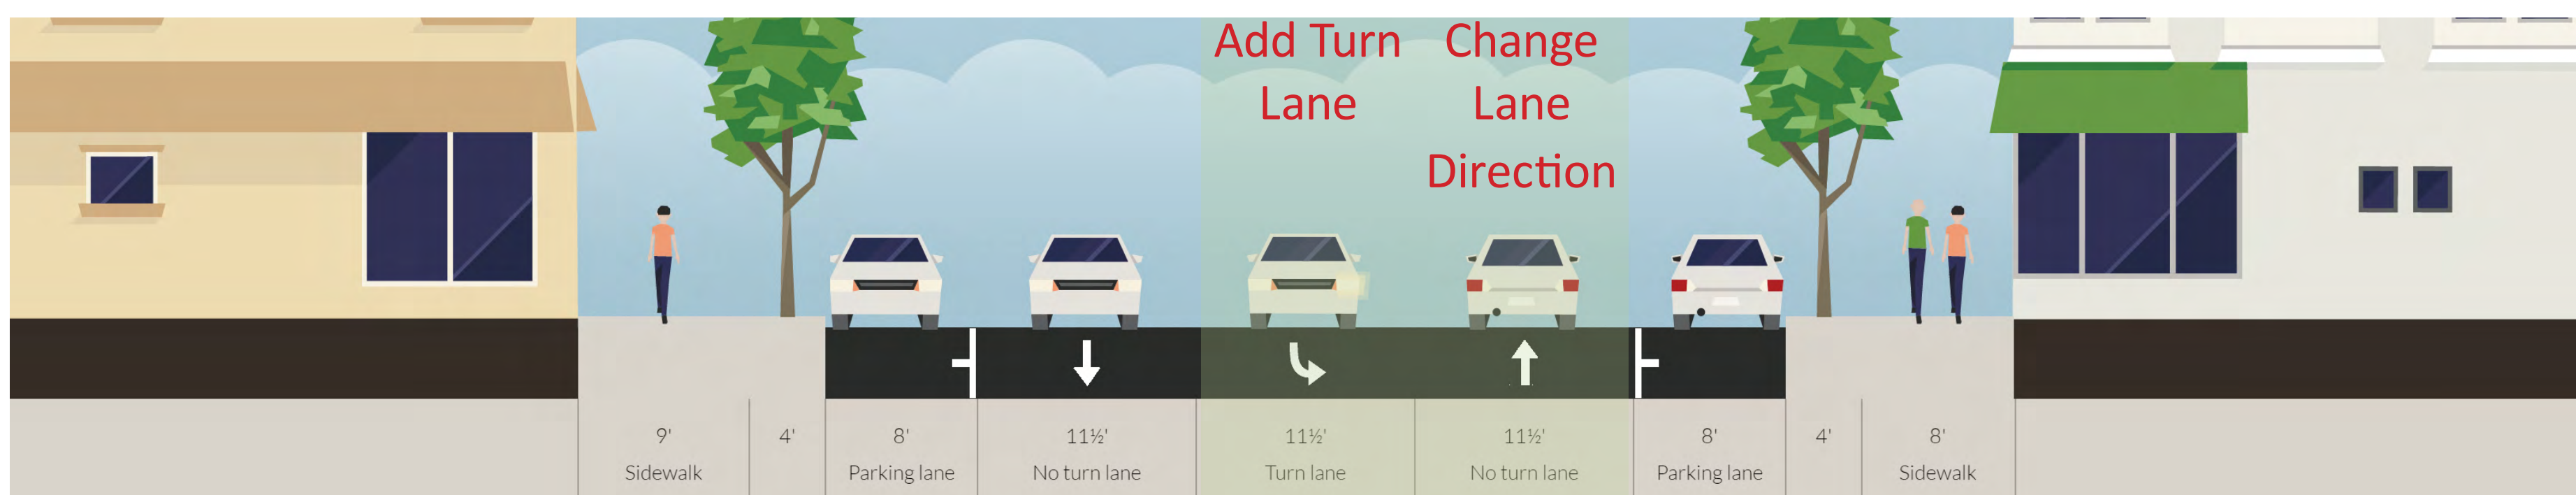 Add Turn
Lane
Change
Lane
Direction
9' 4' 8' 11½' 11½' 11½' 8' 4' 8'
Sidewalk Parking lane No turn lane Turn lane No turn lane Parking lane Sidewalk